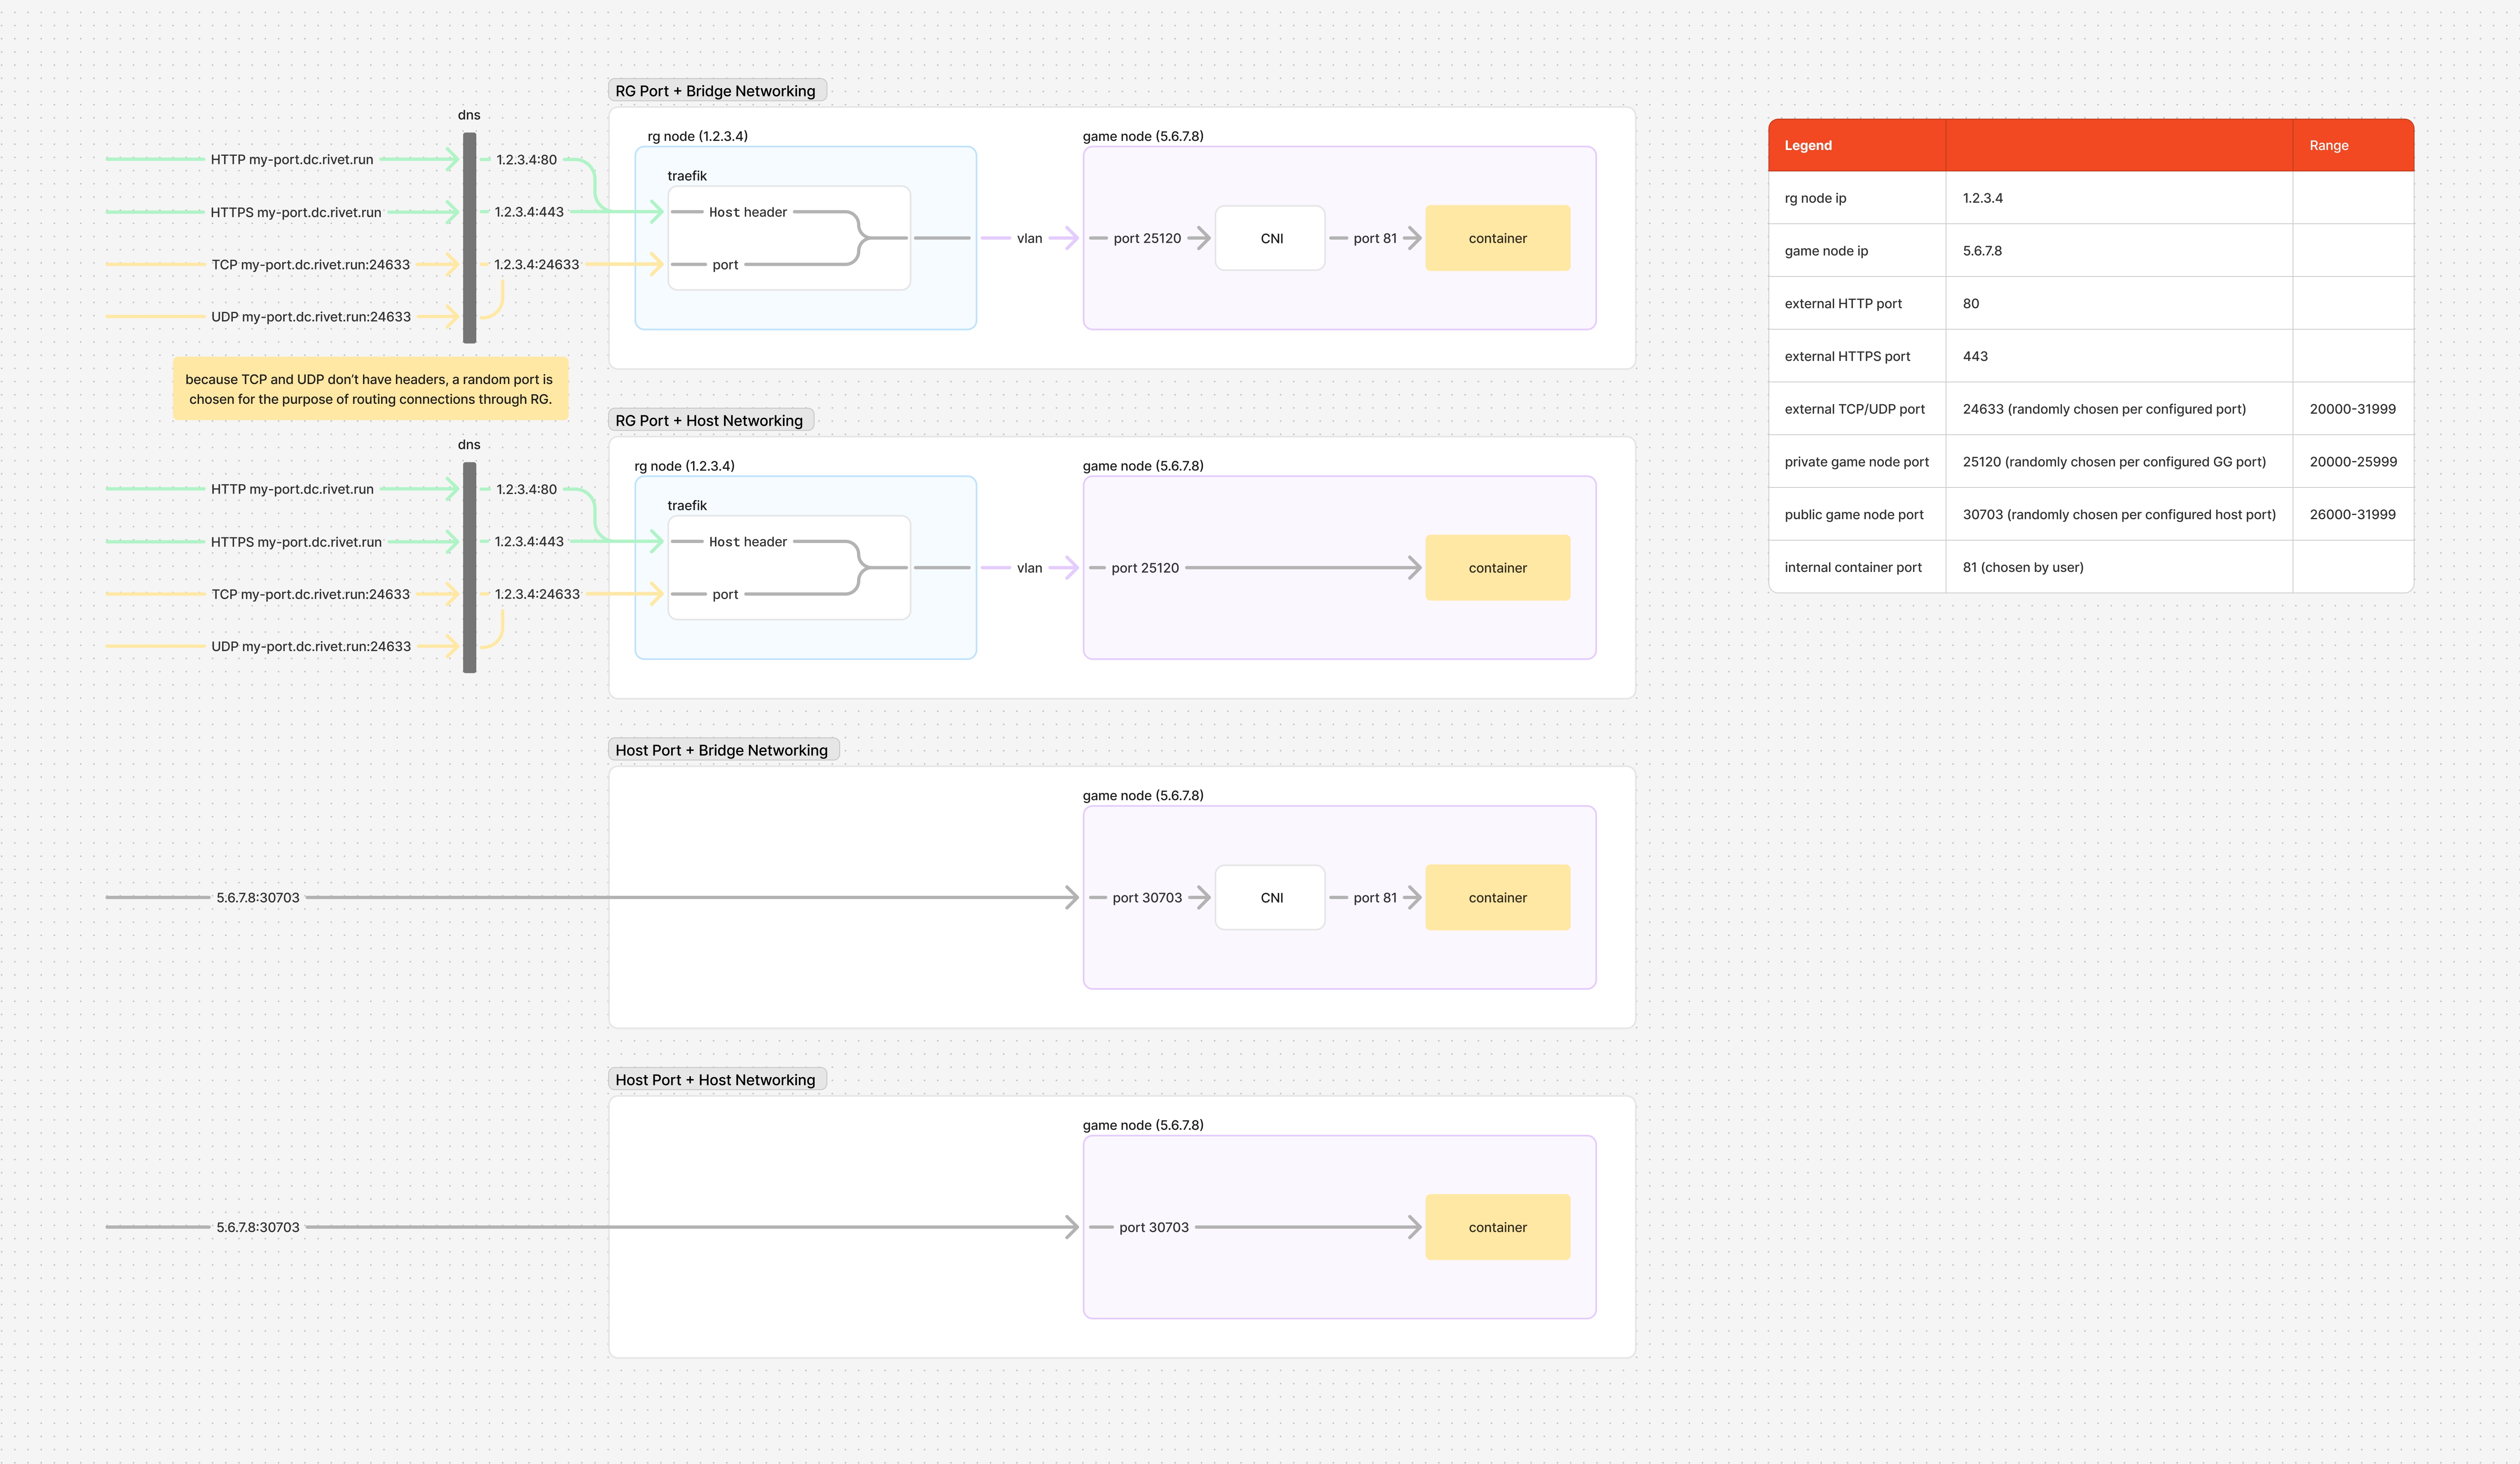 RG Port + Bridge Networking
dns
HTTP my-port.dc.rivet.run
1.2.3.4:80
HTTPS my-port.dc.rivet.run
1.2.3.4:443
TCP my-port.dc.rivet.run:24633
1.2.3.4:24633
UDP my-port.dc.rivet.run:24633
rg node (1.2.3.4)
traefik
Host header
port
vlan
game node (5.6.7.8)
port 25120
CNI
port 81
container
because TCP and UDP don’t have headers, a random port is
chosen for the purpose of routing connections through RG.
RG Port + Host Networking
dns
HTTP my-port.dc.rivet.run
1.2.3.4:80
HTTPS my-port.dc.rivet.run
1.2.3.4:443
TCP my-port.dc.rivet.run:24633
1.2.3.4:24633
UDP my-port.dc.rivet.run:24633
rg node (1.2.3.4)
traefik
Host header
port
vlan
game node (5.6.7.8)
port 25120
container
Host Port + Bridge Networking
5.6.7.8:30703
game node (5.6.7.8)
port 30703
CNI
port 81
container
Host Port + Host Networking
5.6.7.8:30703
game node (5.6.7.8)
port 30703
container
Legend Range
rg node ip 1.2.3.4
game node ip 5.6.7.8
external HTTP port 80
external HTTPS port 443
external TCP/UDP port 24633 (randomly chosen per configured port) 20000-31999
private game node port 25120 (randomly chosen per configured GG port) 20000-25999
public game node port 30703 (randomly chosen per configured host port) 26000-31999
internal container port 81 (chosen by user)